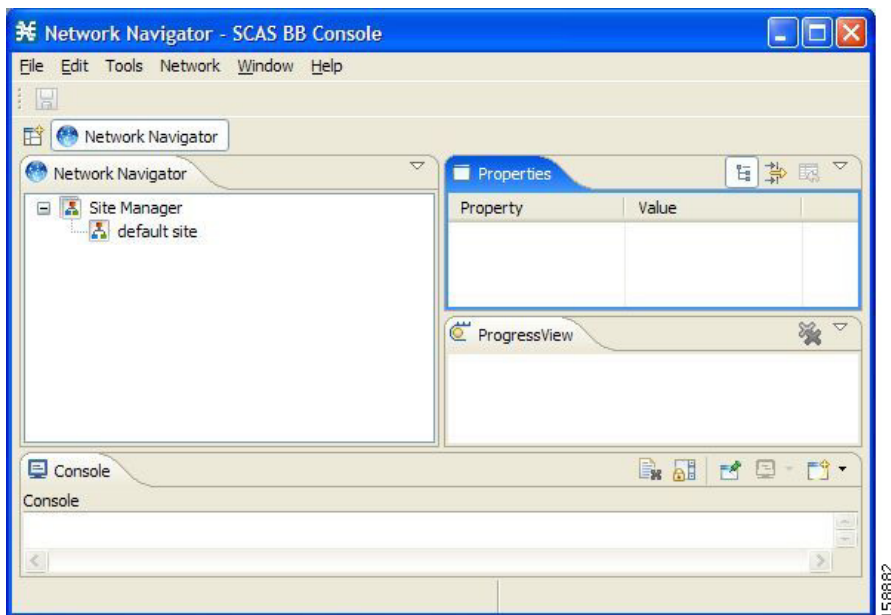 Network Navigator - SCAS BB Console
File Edit Tools Network Window Help
Network Navigator
Network Navigator
Site Manager
default site
Properties
Property Value
ProgressView
Console
Console
58882